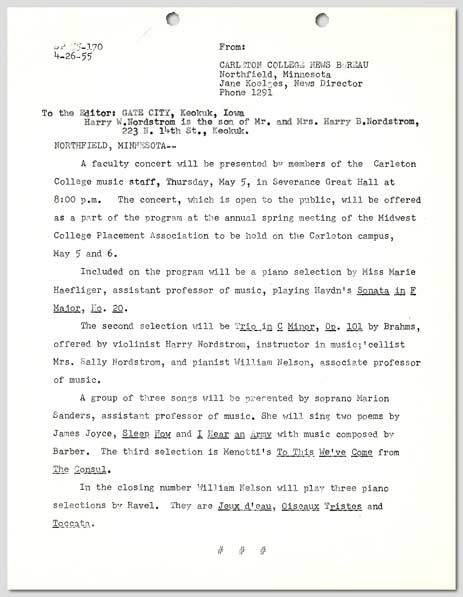 -170
4-26-55
From:
CARLETON COLLEGE NEWS BUREAU
Northfield, Minnesota
Jane Koelges, News Director
Phone 1291
To the Editor: GATE CITY, Keokuk, Iowa
Harry W.Nordstrom is the son of Mr. and Mrs. Harry B.Nordstrom,
223 N. 14th St., Keokuk.
NORTHFIELD, MINNESOTA--
A faculty concert will be presented by members of the Carleton
College music staff, Thursday, May 5, in Severance Great Hall at
8:00 p.m. The concert, which is open to the public, will be offered
as a part of the program at the annual spring meeting of the Midwest
College Placement Association to be held on the Carleton campus,
May 5 and 6.
Included on the program will be a piano selection by Miss Marie
Haefliger, assistant professor of music, playing Haydn's Sonata in F
Major, No. 20.
The second selection will be Trio in C Minor, Op. 101 by Brahms,
offered by violinist Harry Nordstrom, instructor in music;'cellist
Mrs. Sally Nordstrom, and pianist William Nelson, associate professor
of music.
A group of three songs will be presented by soprano Marion
Sanders, assistant professor of music. She will sing two poems by
James Joyce, Sleep Now and I Hear an Army with music composed by
Barber. The third selection is Menotti's To This We've Come from
The Consul.
In the closing number William Nelson will play three piano
selections by Ravel. They are Jeux d'eau, Oiseaux Tristes and
Toccata.
# # #